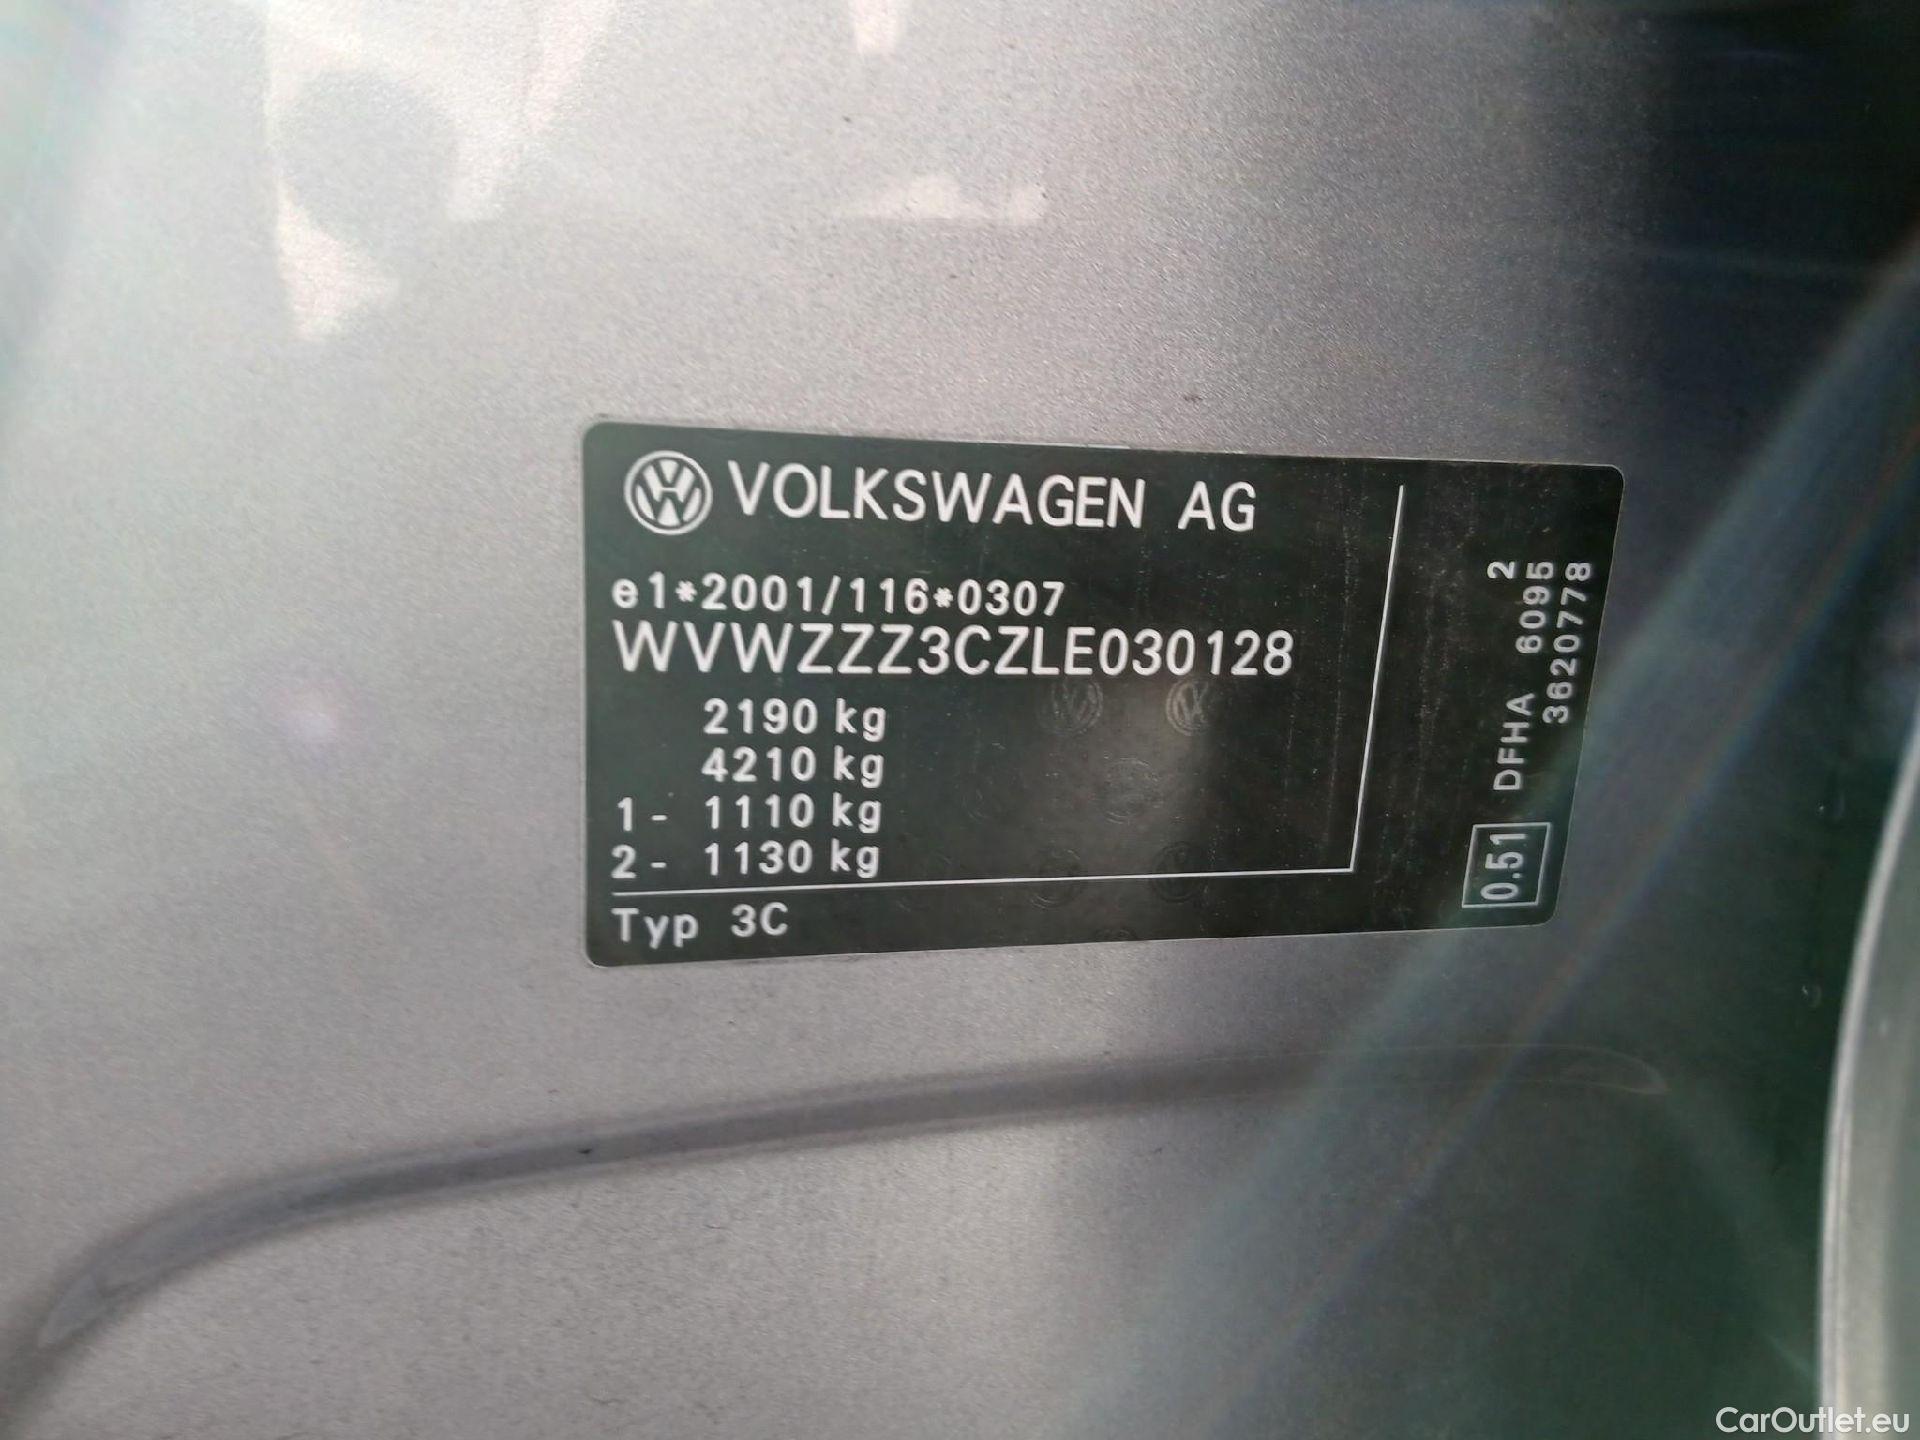 VOLKSWAGEN AG
e1*2001/116*0307
WVWZZZ3CZLE030128
2190 kg
4210 kg
1- 1110 kg
2- 1130 kg
Typ 3C
2
0.51 DFHA 6095
3620778
CarOutlet.eu